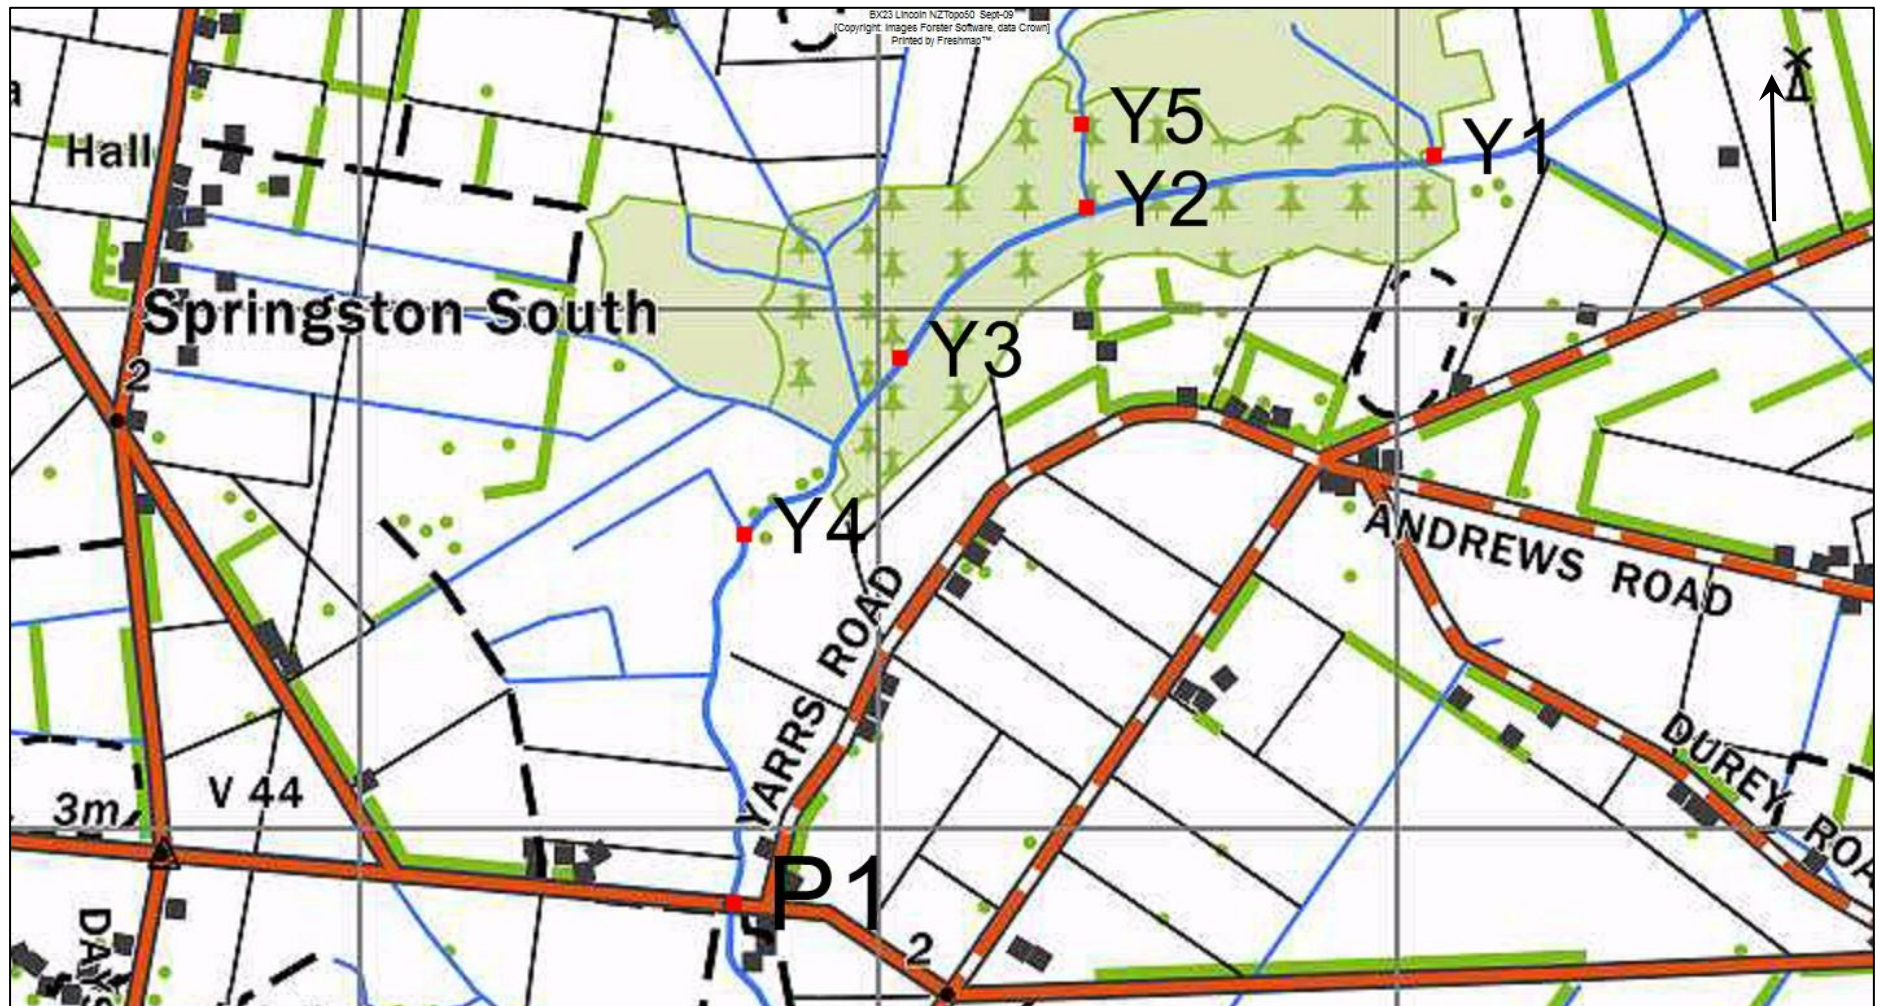 BX23 Lincoln NZTopo50 Sept-09
[Copyright: Images Forster Software, data Crown]
Printed by Freshmap™
a
Hall
Y5
Y1
Y2
Springston South
Y3
2
Y4
ANDREWS ROAD
YARRS ROAD
DUREY ROA
V 44
3m
P1
DAYS
2